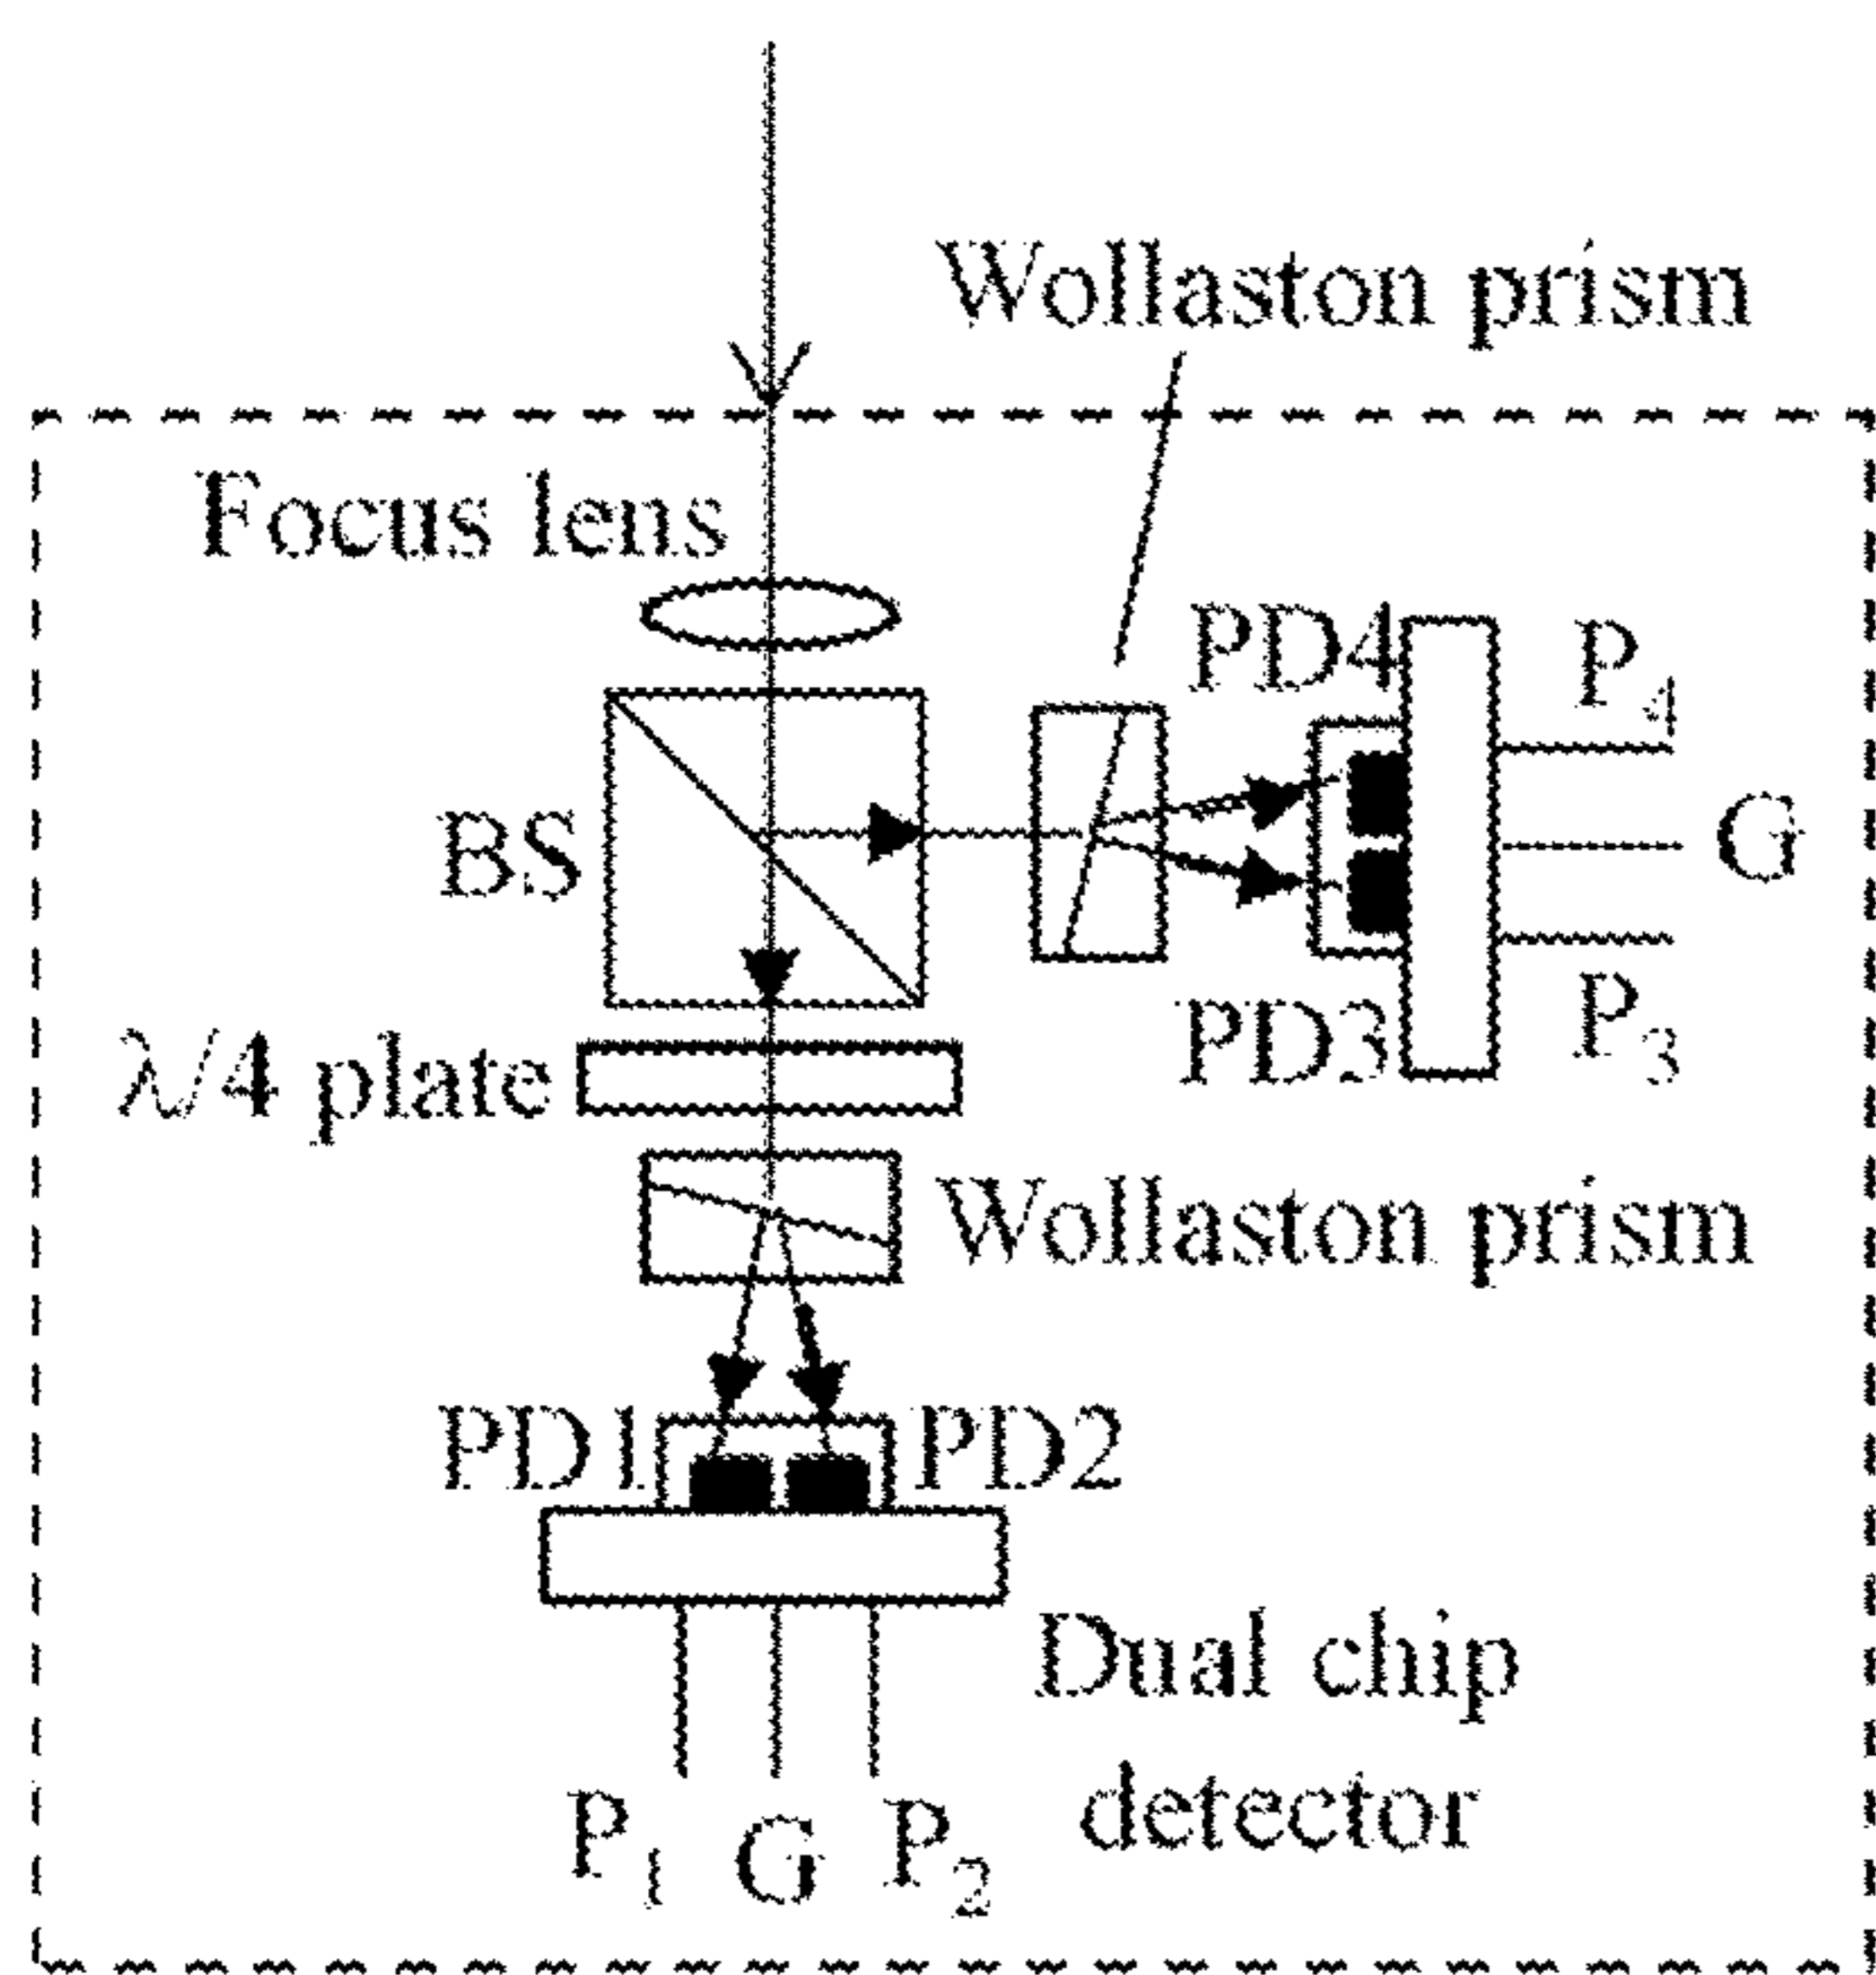 Wollaston prism
Focus lens
PD4
P4
BS
G
PD3
P3
λ/4 plate
Wollaston prism
PD1
PD2
Dual chip
detector
P1
G
P2